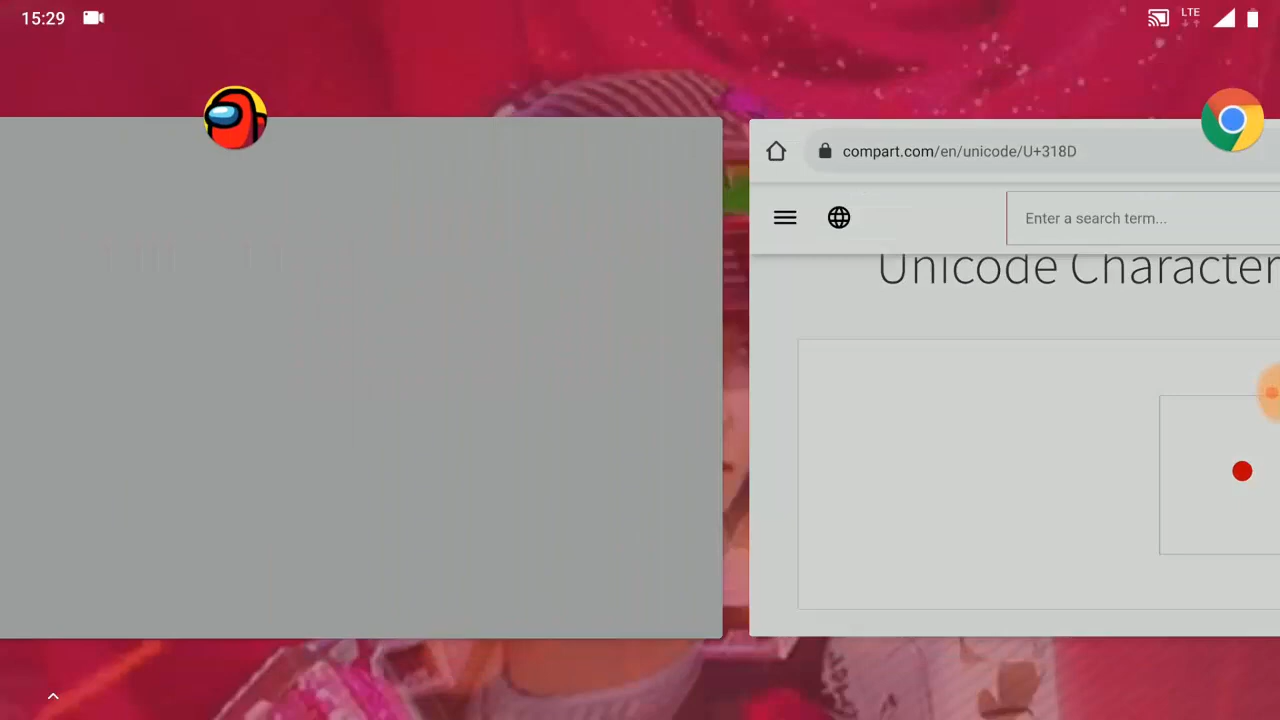 15:29
LTE
compart.com/en/unicode/U+318D
Enter a search term...
Unicode Character